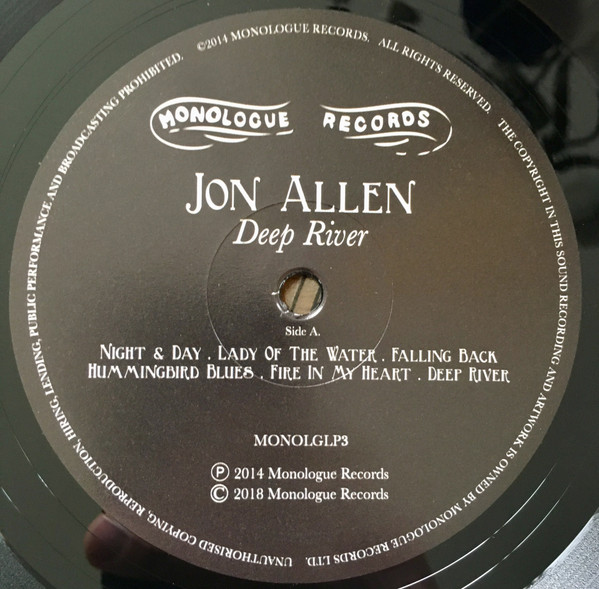 MONOLOGUE RECORDS
JON ALLEN
Deep River
Side A.
NIGHT & DAY . LADY OF THE WATER . FALLING BACK
HUMMINGBIRD BLUES . FIRE IN MY HEART . DEEP RIVER
MONOLGLP3
Ⓟ 2014 Monologue Records
© 2018 Monologue Records
©2014 MONOLOGUE RECORDS. ALL RIGHTS RESERVED. THE COPYRIGHT IN THIS SOUND RECORDING AND ARTWORK IS OWNED BY MONOLOGUE RECORDS LTD. UNAUTHORISED COPYING, REPRODUCTION, HIRING, LENDING, PUBLIC PERFORMANCE AND BROADCASTING PROHIBITED.